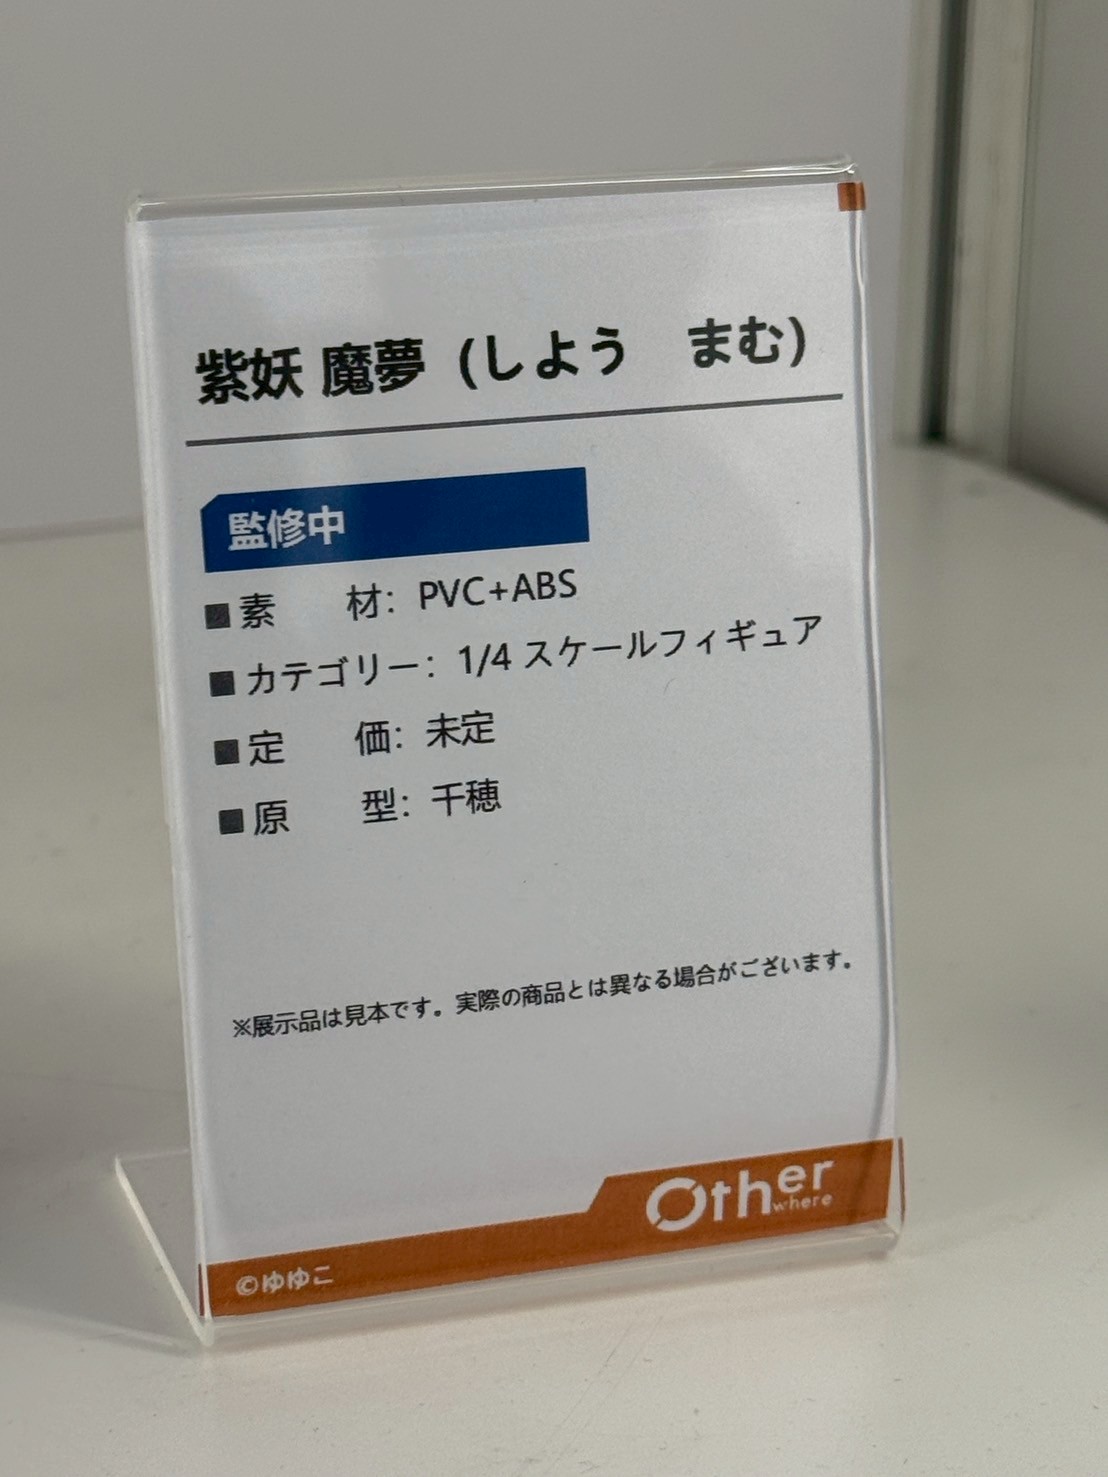 紫妖 魔夢（しよう　まむ）
監修中
■素　　材：PVC+ABS
■カテゴリー：1/4 スケールフィギュア
■定　　価：未定
■原　　型：千穂
※展示品は見本です。実際の商品とは異なる場合がございます。
Other
where
©ゆゆこ